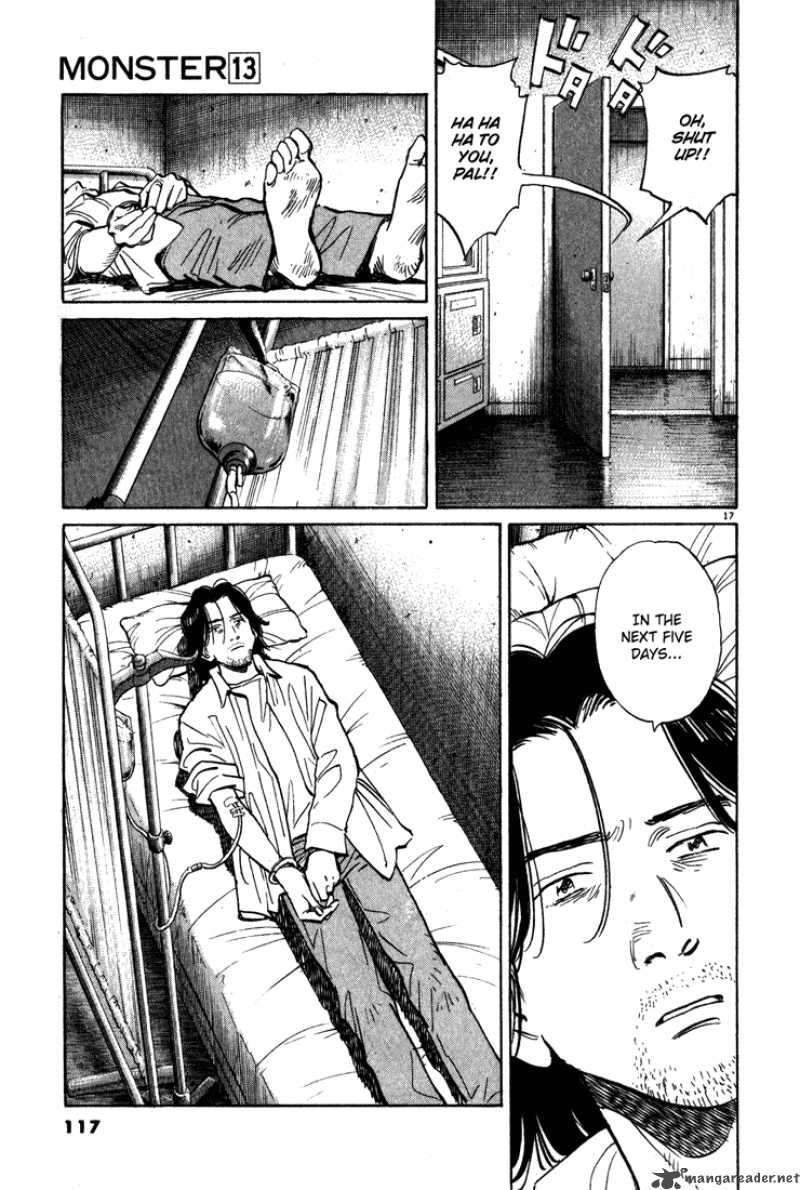 MONSTER 13
ドタ
ドタ
OH,
SHUT
UP!!
HA HA
HA TO
YOU,
PAL!!
17
IN THE
NEXT FIVE
DAYS...
117
mangareader.net